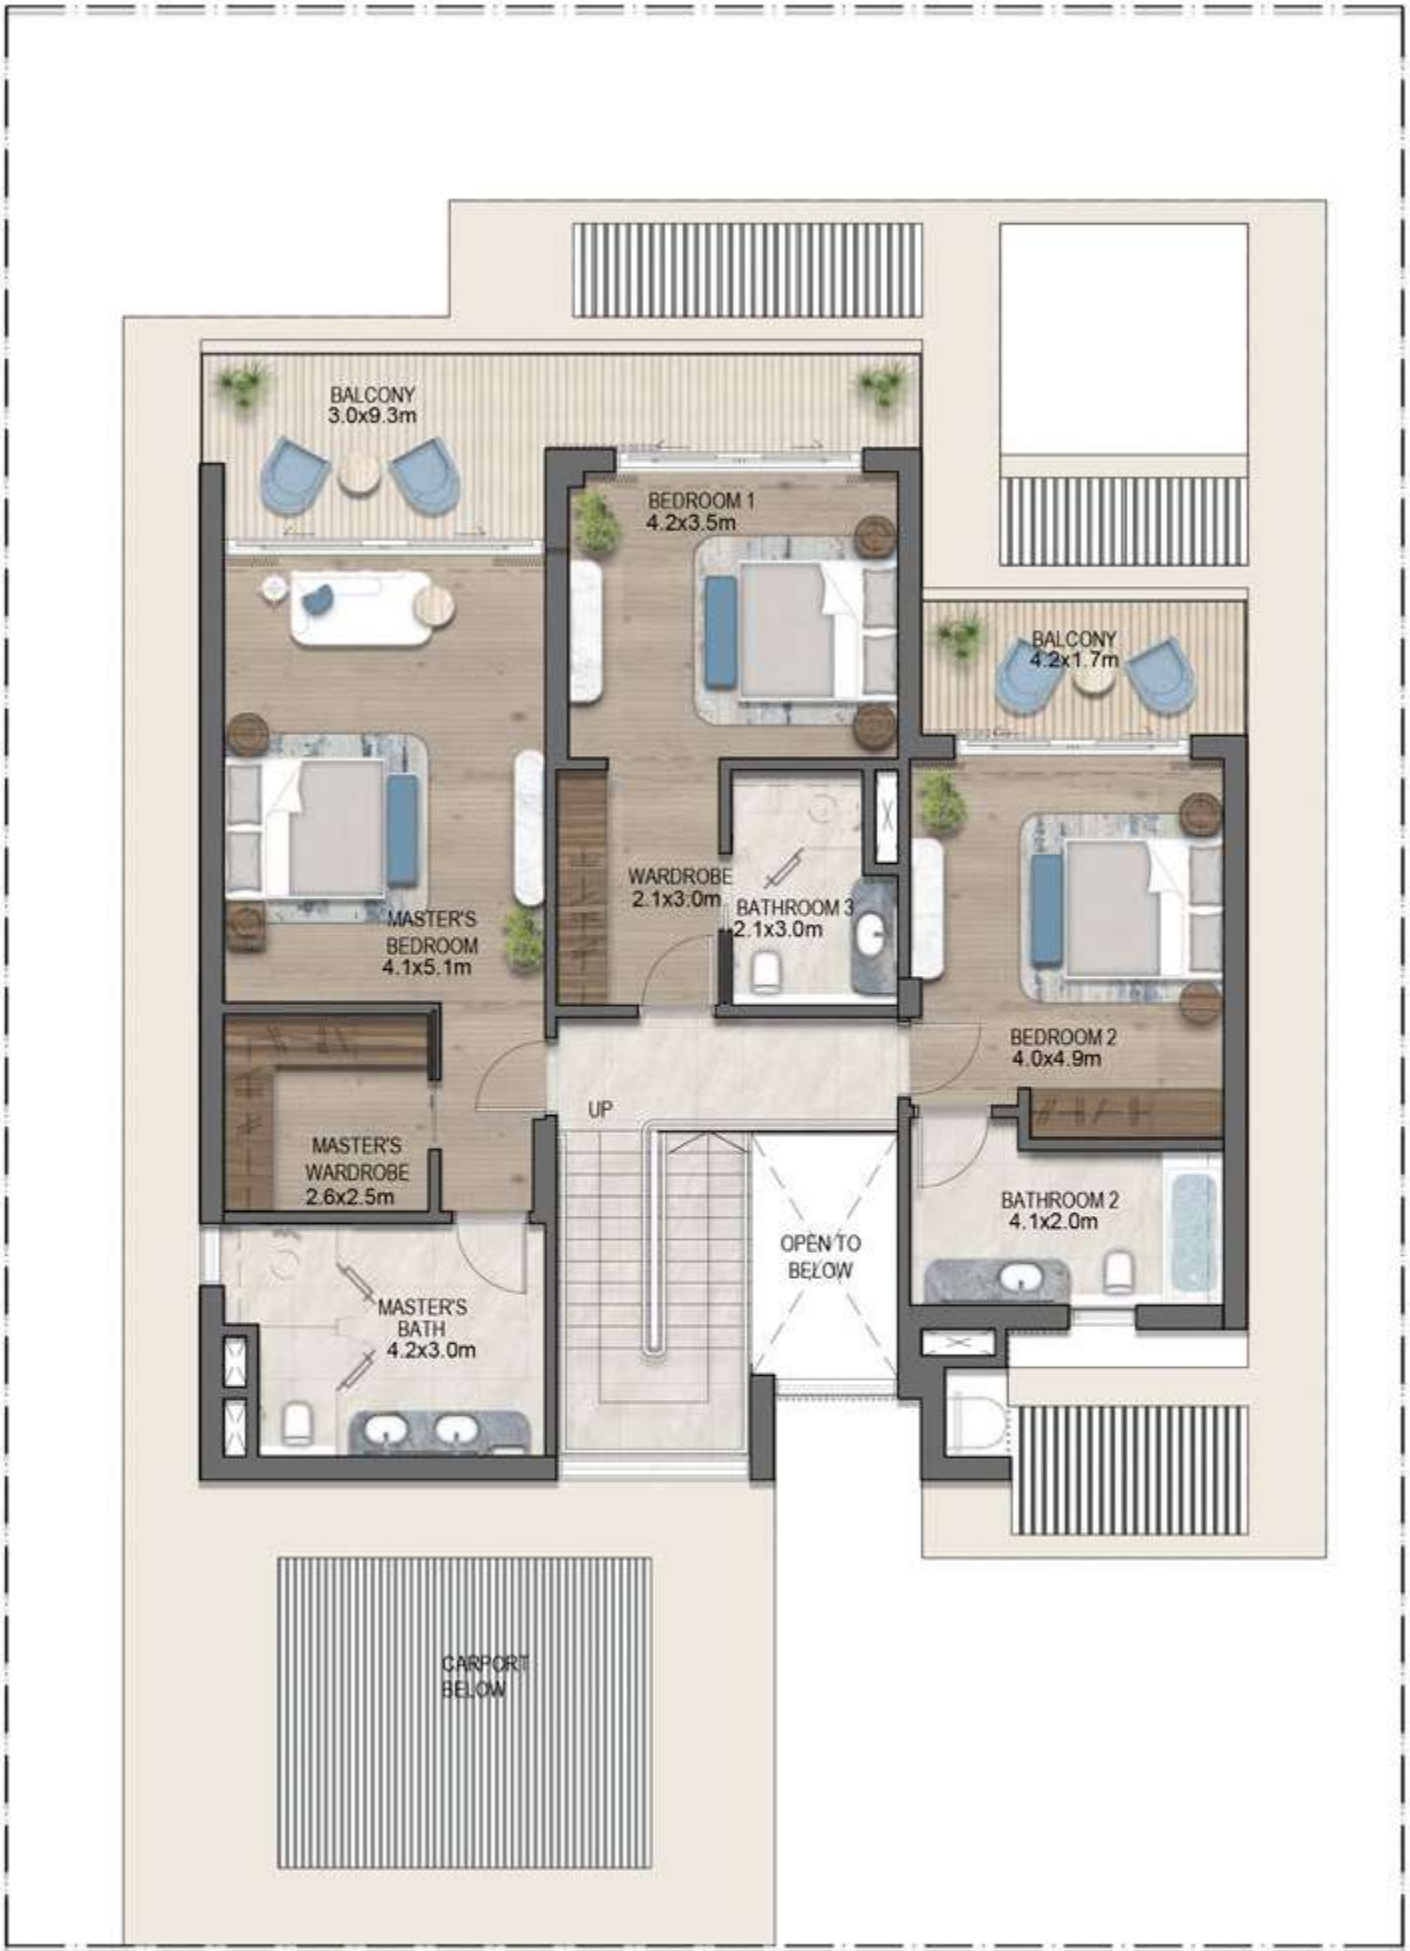 BALCONY
3.0x9.3m
BEDROOM 1
4.2x3.5m
BALCONY
4.2x1.7m
WARDROBE
2.1x3.0m
BATHROOM 3
2.1x3.0m
MASTER'S
BEDROOM
4.1x5.1m
BEDROOM 2
4.0x4.9m
UP
MASTER'S
WARDROBE
2.6x2.5m
BATHROOM 2
4.1x2.0m
OPEN TO
BELOW
MASTER'S
BATH
4.2x3.0m
CARPORT
BELOW